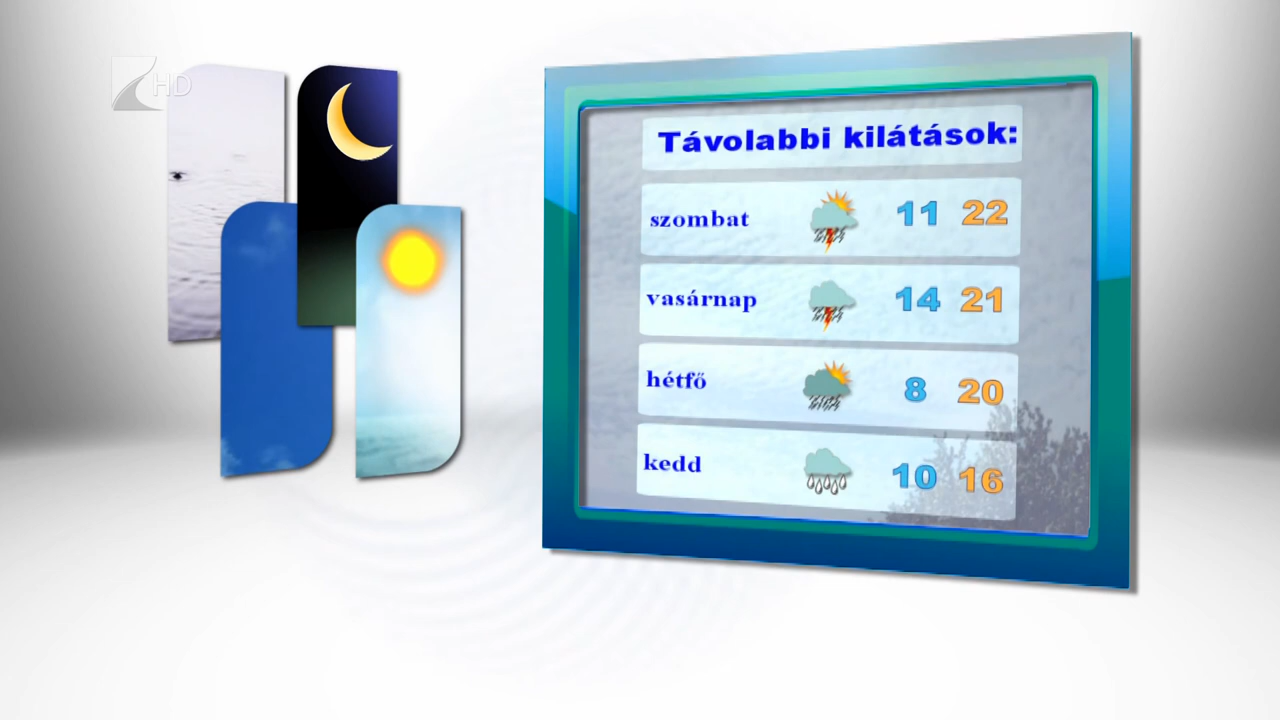 HD
Távolabbi kilátások:
szombat 11 22
vasárnap 14 21
hétfő 8 20
kedd 10 16